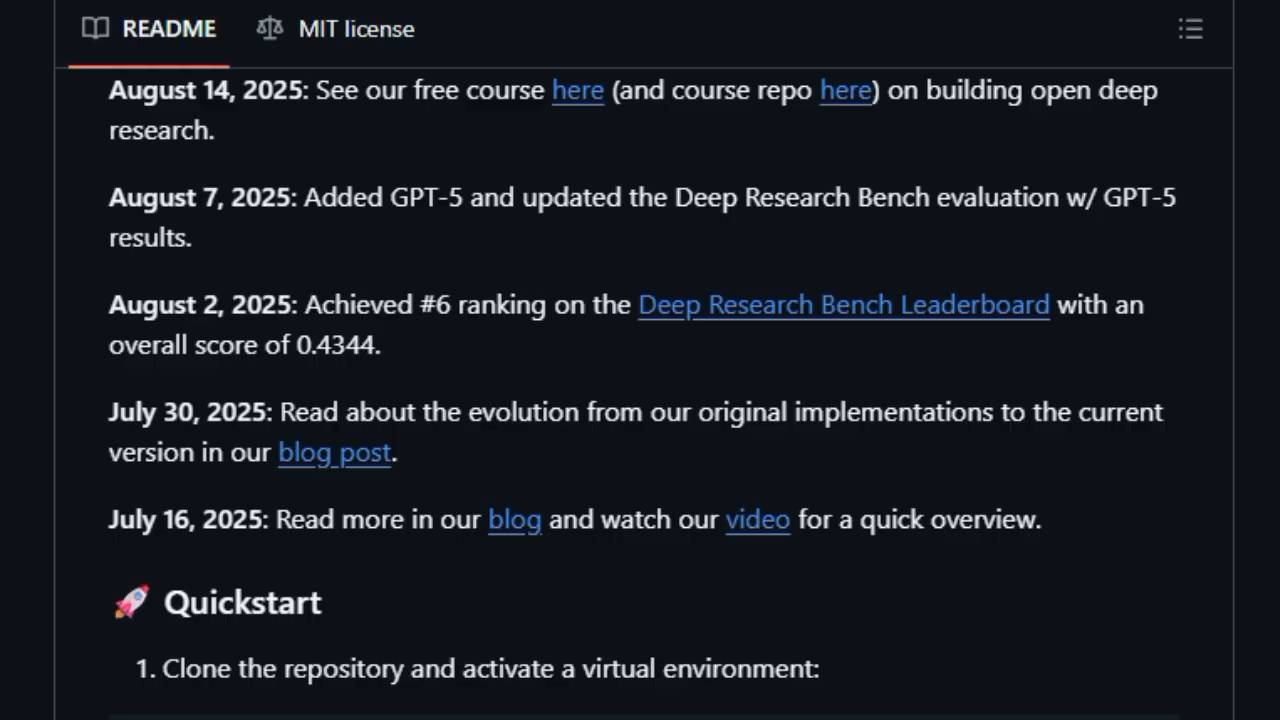 README MIT license
August 14, 2025: See our free course here (and course repo here) on building open deep
research.
August 7, 2025: Added GPT-5 and updated the Deep Research Bench evaluation w/ GPT-5
results.
August 2, 2025: Achieved #6 ranking on the Deep Research Bench Leaderboard with an
overall score of 0.4344.
July 30, 2025: Read about the evolution from our original implementations to the current
version in our blog post.
July 16, 2025: Read more in our blog and watch our video for a quick overview.
🚀 Quickstart
1. Clone the repository and activate a virtual environment: